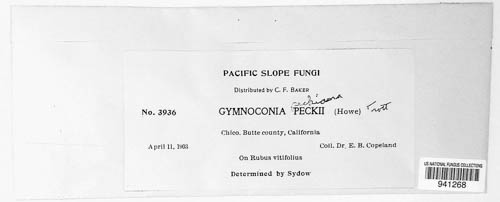 PACIFIC SLOPE FUNGI
Distributed by C. F. BAKER
No. 3936 GYMNOCONIA PECKII (Howe) Trott
Chico. Butte county, California
April 11, 1903 Coll. Dr. E. B. Copeland
On Rubus vitifolius
Determined by Sydow
US NATIONAL FUNGUS COLLECTIONS
941268